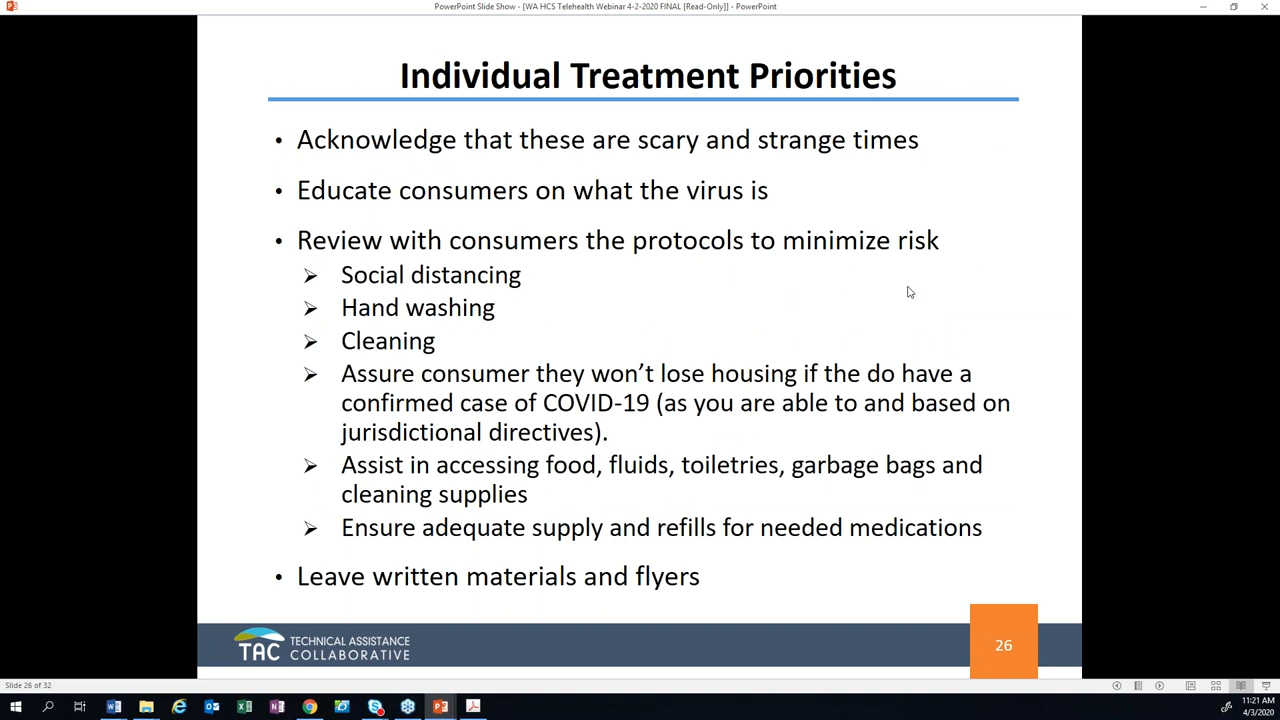 PowerPoint Slide Show - [WA HCS Telehealth Webinar 4-2-2020 FINAL [Read-Only]] - PowerPoint
Individual Treatment Priorities
• Acknowledge that these are scary and strange times
• Educate consumers on what the virus is
• Review with consumers the protocols to minimize risk
➢ Social distancing
➢ Hand washing
➢ Cleaning
➢ Assure consumer they won’t lose housing if the do have a
confirmed case of COVID-19 (as you are able to and based on
jurisdictional directives).
➢ Assist in accessing food, fluids, toiletries, garbage bags and
cleaning supplies
➢ Ensure adequate supply and refills for needed medications
• Leave written materials and flyers
TAC TECHNICAL ASSISTANCE
COLLABORATIVE
26
Slide 26 of 32
11:21 AM
4/3/2020